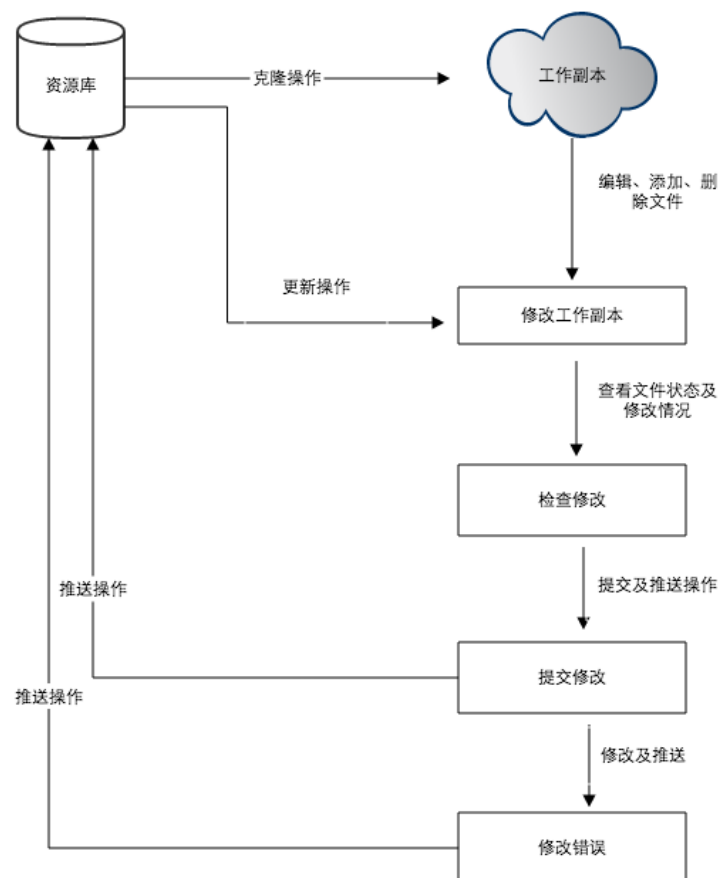 资源库
克隆操作
工作副本
编辑、添加、删
除文件
更新操作
修改工作副本
查看文件状态及
修改情况
检查修改
推送操作
提交及推送操作
提交修改
推送操作
修改及推送
修改错误